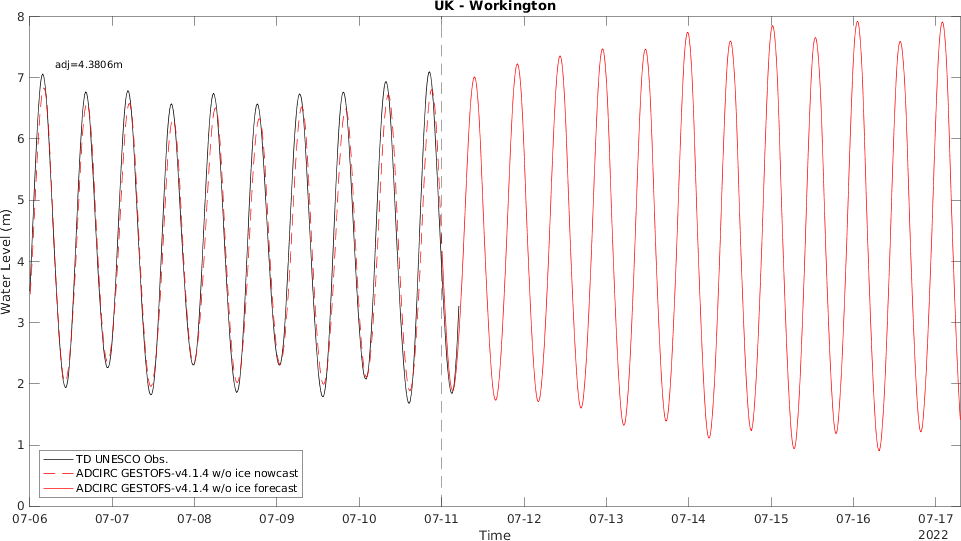 UK - Workington
adj=4.3806m
8
7
6
5
4
3
2
1
0
Water Level (m)
TD UNESCO Obs.
ADCIRC GESTOFS-v4.1.4 w/o ice nowcast
ADCIRC GESTOFS-v4.1.4 w/o ice forecast
07-06 07-07 07-08 07-09 07-10 07-11 07-12 07-13 07-14 07-15 07-16 07-17
Time
2022